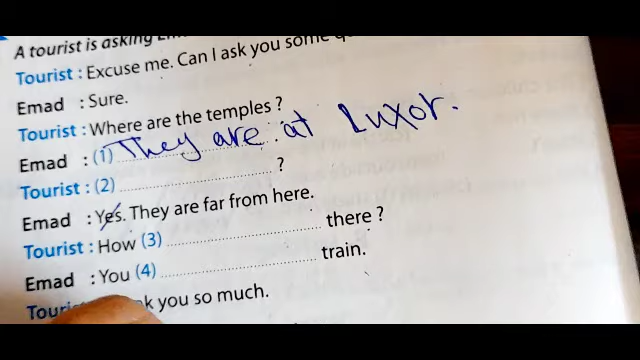 A tourist is asking
Tourist : Excuse me. Can I ask you some
Emad : Sure.
Tourist : Where are the temples ?
Emad : (1) They are at Luxor.
Tourist : (2) ........................ ?
Emad : Yes. They are far from here.
Tourist : How (3) ........................ there ?
Emad : You (4) ........................ train.
you so much.